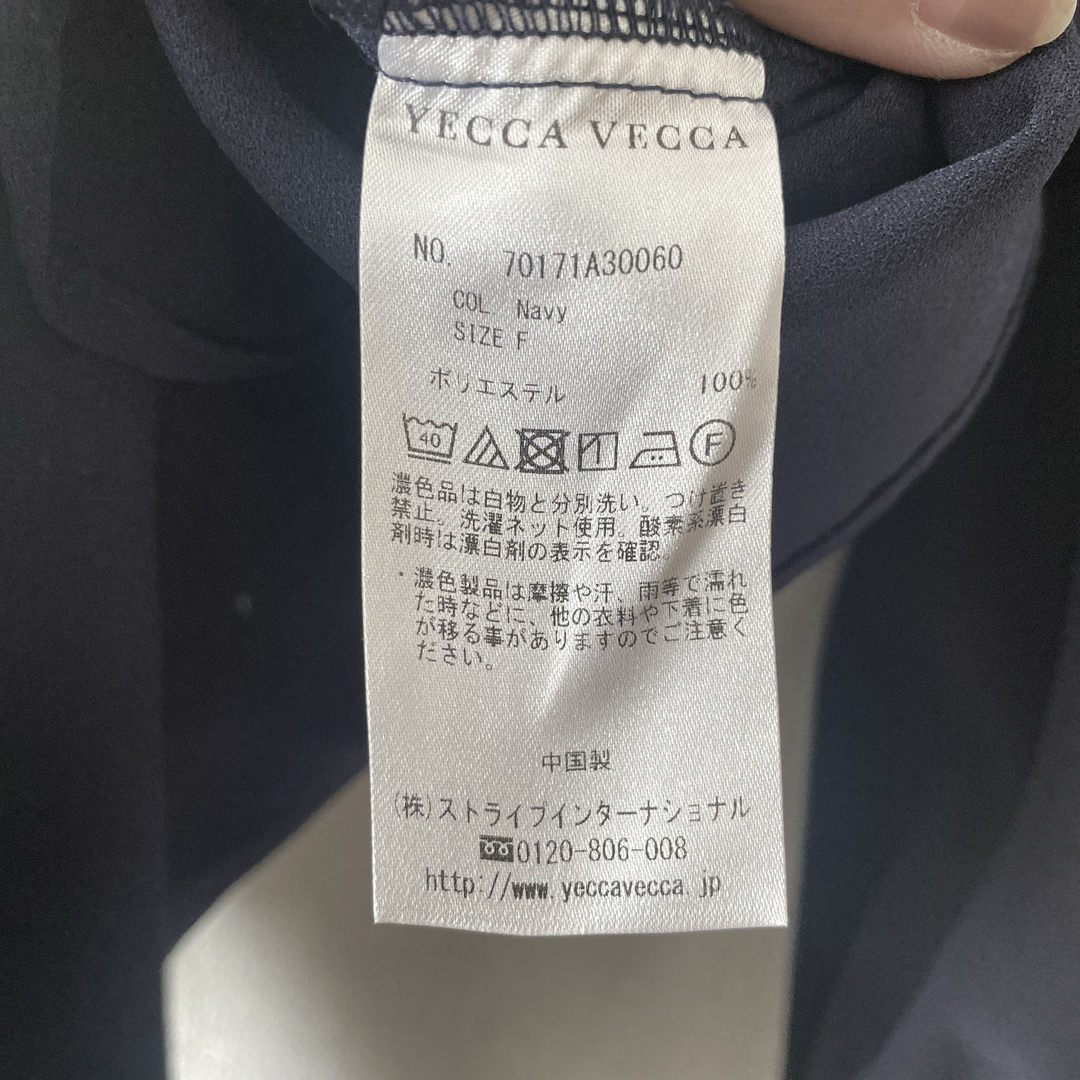 YECCA VECCA
NO. 70171A30060
COL Navy
SIZE F
ポリエステル 100%
40
F
濃色品は白物と分別洗い。つけ置き
禁止。洗濯ネット使用。酸素系漂白
剤時は漂白剤の表示を確認。
・濃色製品は摩擦や汗、雨等で濡れ
た時などに、他の衣料や下着に色
が移る事がありますのでご注意く
ださい。
中国製
(株)ストライプインターナショナル
0120-806-008
http://www.yeccavecca.jp